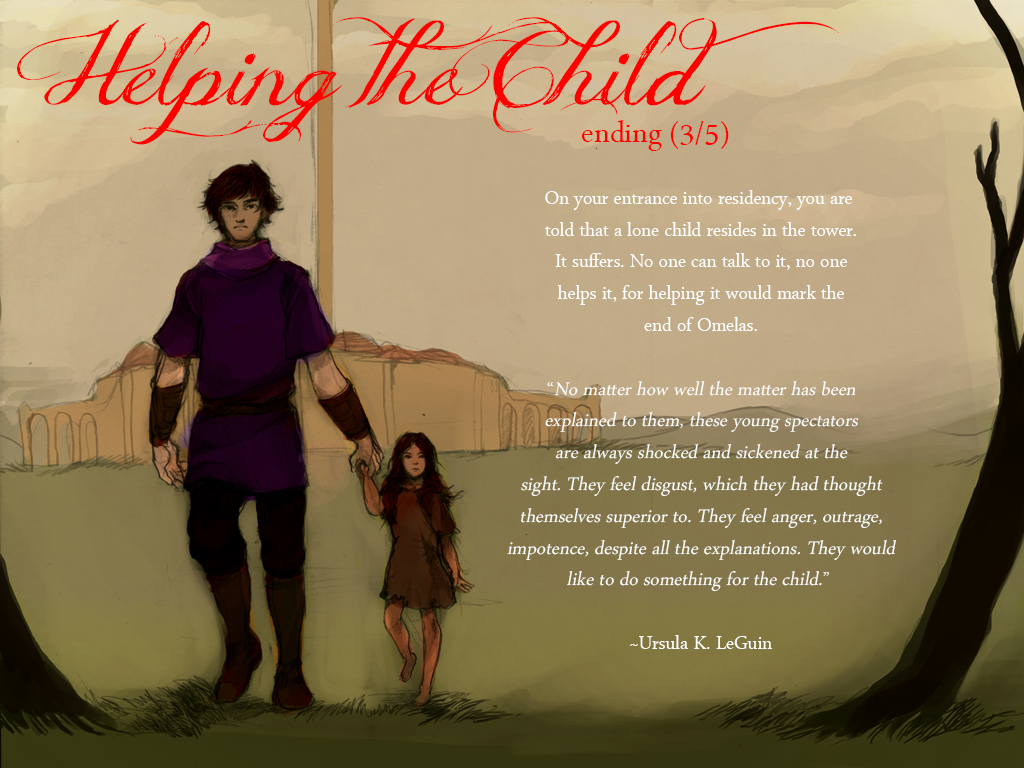 Helping the Child
ending (3/5)
On your entrance into residency, you are
told that a lone child resides in the tower.
It suffers. No one can talk to it, no one
helps it, for helping it would mark the
end of Omelas.
“No matter how well the matter has been
explained to them, these young spectators
are always shocked and sickened at the
sight. They feel disgust, which they had thought
themselves superior to. They feel anger, outrage,
impotence, despite all the explanations. They would
like to do something for the child.”
~Ursula K. LeGuin